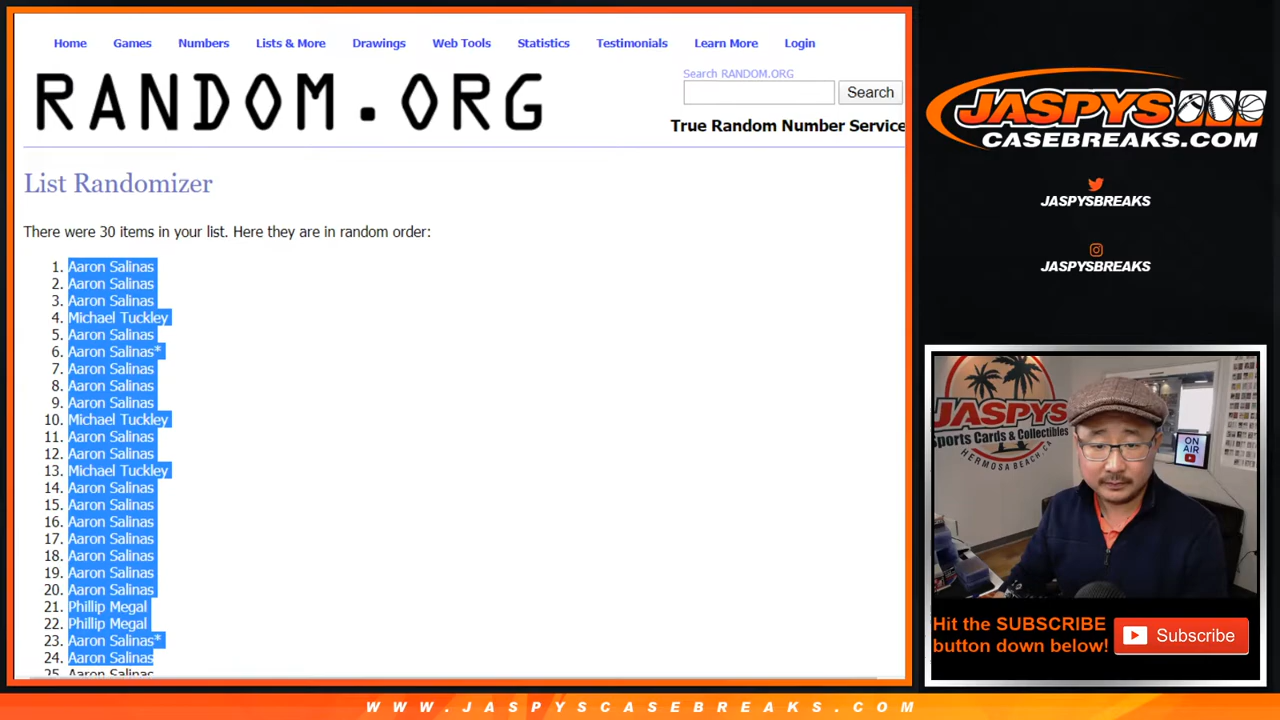 Home Games Numbers Lists & More Drawings Web Tools Statistics Testimonials Learn More Login
RANDOM.ORG
Search RANDOM.ORG
Search
True Random Number Service
List Randomizer
There were 30 items in your list. Here they are in random order:
1. Aaron Salinas
2. Aaron Salinas
3. Aaron Salinas
4. Michael Tuckley
5. Aaron Salinas
6. Aaron Salinas*
7. Aaron Salinas
8. Aaron Salinas
9. Aaron Salinas
10. Michael Tuckley
11. Aaron Salinas
12. Aaron Salinas
13. Michael Tuckley
14. Aaron Salinas
15. Aaron Salinas
16. Aaron Salinas
17. Aaron Salinas
18. Aaron Salinas
19. Aaron Salinas
20. Aaron Salinas
21. Phillip Megal
22. Phillip Megal
23. Aaron Salinas*
24. Aaron Salinas
25. Aaron Salinas
JASPYS
CASEBREAKS.COM
JASPYSBREAKS
JASPYSBREAKS
JASPYS
Sports Cards & Collectibles
HERMOSA BEACH, CA
ON
AIR
Hit the SUBSCRIBE
button down below!
Subscribe
WWW.JASPYSCASEBREAKS.COM